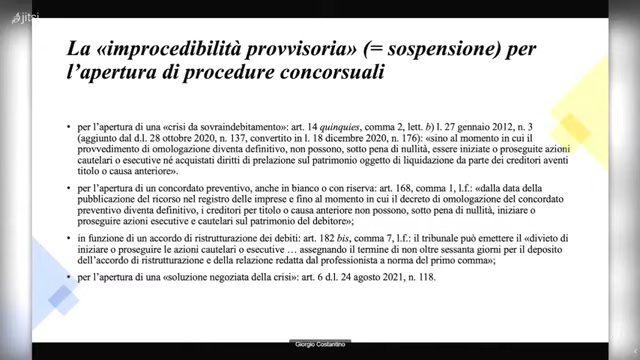 jitsi
La «improcedibilità provvisoria» (= sospensione) per
l'apertura di procedure concorsuali
• per l'apertura di una «crisi da sovraindebitamento»: art. 14 quinquies, comma 2, lett. b) l. 27 gennaio 2012, n. 3
(aggiunto dal d.l. 28 ottobre 2020, n. 137, convertito in l. 18 dicembre 2020, n. 176): «sino al momento in cui il
provvedimento di omologazione diventa definitivo, non possono, sotto pena di nullità, essere iniziate o proseguite azioni
cautelari o esecutive né acquistati diritti di prelazione sul patrimonio oggetto di liquidazione da parte dei creditori aventi
titolo o causa anteriore».
• per l'apertura di un concordato preventivo, anche in bianco o con riserva: art. 168, comma 1, l.f.: «dalla data della
pubblicazione del ricorso nel registro delle imprese e fino al momento in cui il decreto di omologazione del concordato
preventivo diventa definitivo, i creditori per titolo o causa anteriore non possono, sotto pena di nullità, iniziare o
proseguire azioni esecutive e cautelari sul patrimonio del debitore»;
• in funzione di un accordo di ristrutturazione dei debiti: art. 182 bis, comma 7, l.f.: il tribunale può emettere il «divieto di
iniziare o proseguire le azioni cautelari o esecutive … assegnando il termine di non oltre sessanta giorni per il deposito
dell'accordo di ristrutturazione e della relazione redatta dal professionista a norma del primo comma»;
• per l'apertura di una «soluzione negoziata della crisi»: art. 6 d.l. 24 agosto 2021, n. 118.
Giorgio Costantino